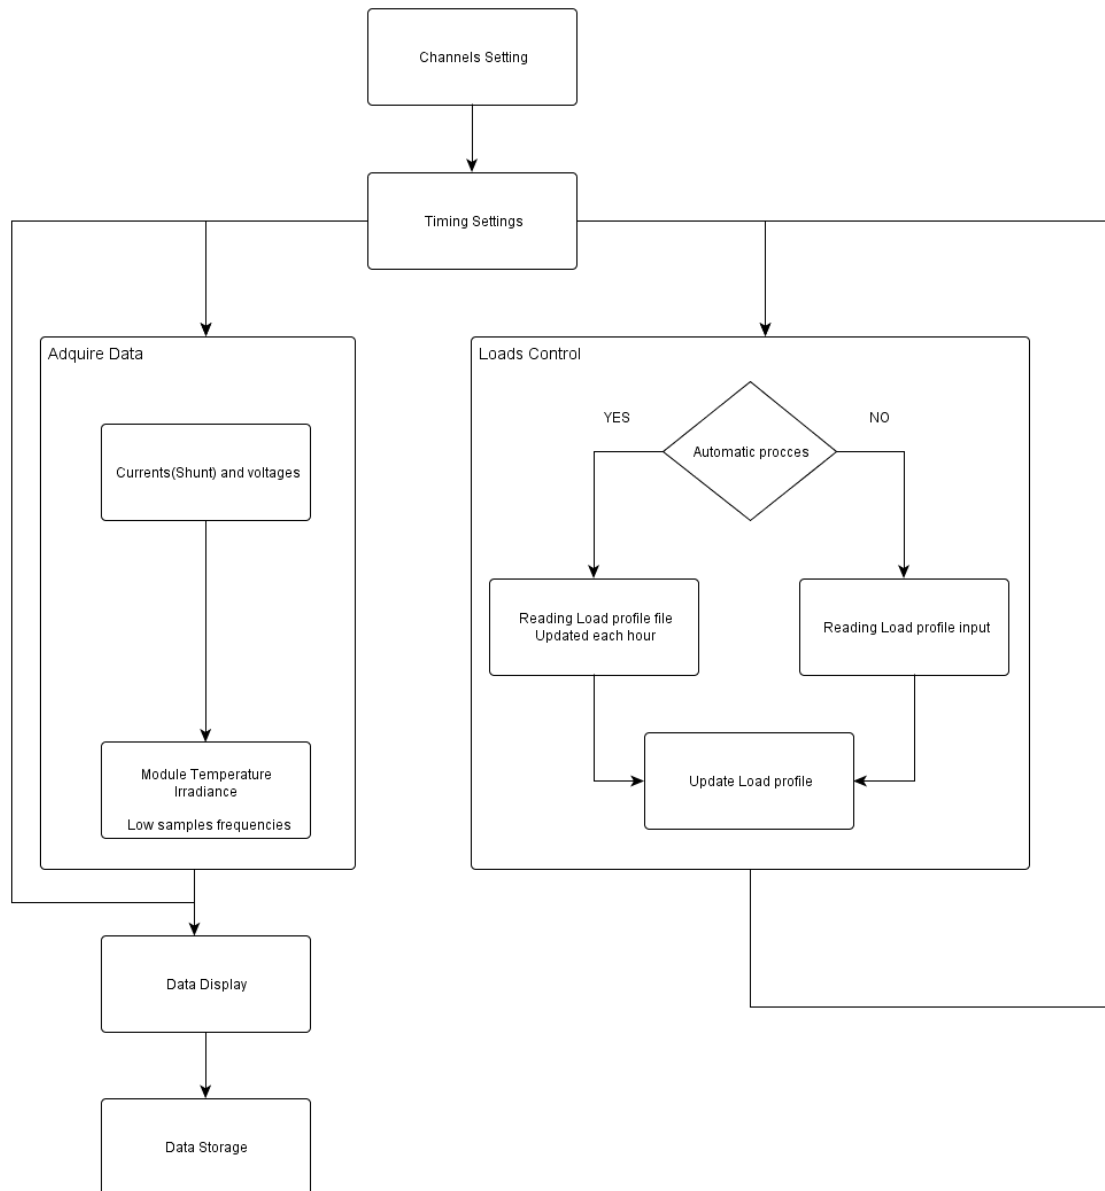 Channels Setting
Timing Settings
Adquire Data
Currents(Shunt) and voltages
Module Temperature
Irradiance
Low samples frequencies
Data Display
Data Storage
Loads Control
YES
NO
Automatic procces
Reading Load profile file
Updated each hour
Reading Load profile input
Update Load profile